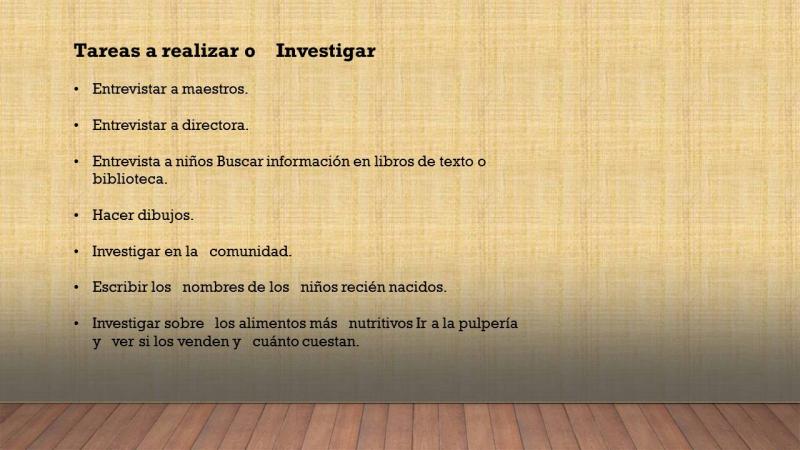 Tareas a realizar o Investigar
• Entrevistar a maestros.
• Entrevistar a directora.
• Entrevista a niños Buscar información en libros de texto o
biblioteca.
• Hacer dibujos.
• Investigar en la comunidad.
• Escribir los nombres de los niños recién nacidos.
• Investigar sobre los alimentos más nutritivos Ir a la pulpería
y ver si los venden y cuánto cuestan.